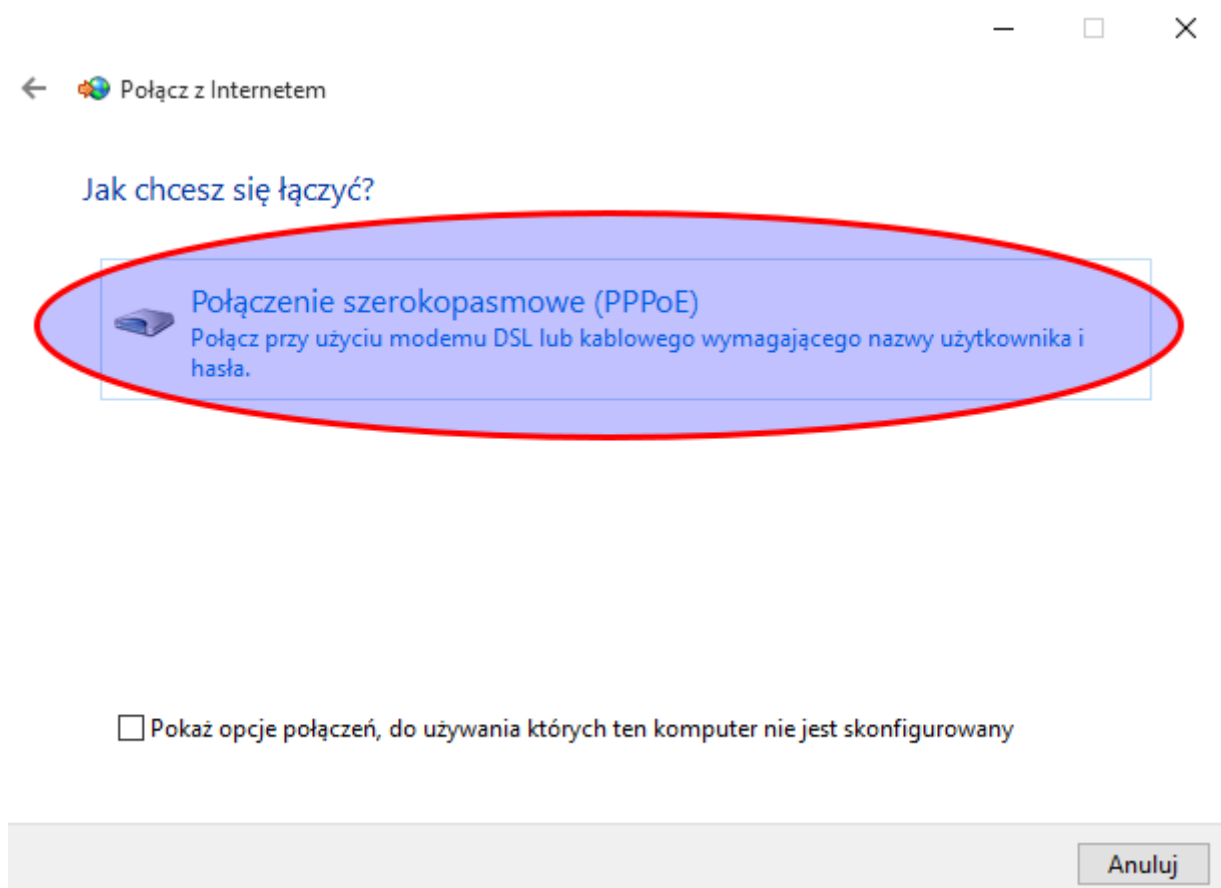 Połącz z Internetem
Jak chcesz się łączyć?
Połączenie szerokopasmowe (PPPoE)
Połącz przy użyciu modemu DSL lub kablowego wymagającego nazwy użytkownika i
hasła.
Pokaż opcje połączeń, do używania których ten komputer nie jest skonfigurowany
Anuluj